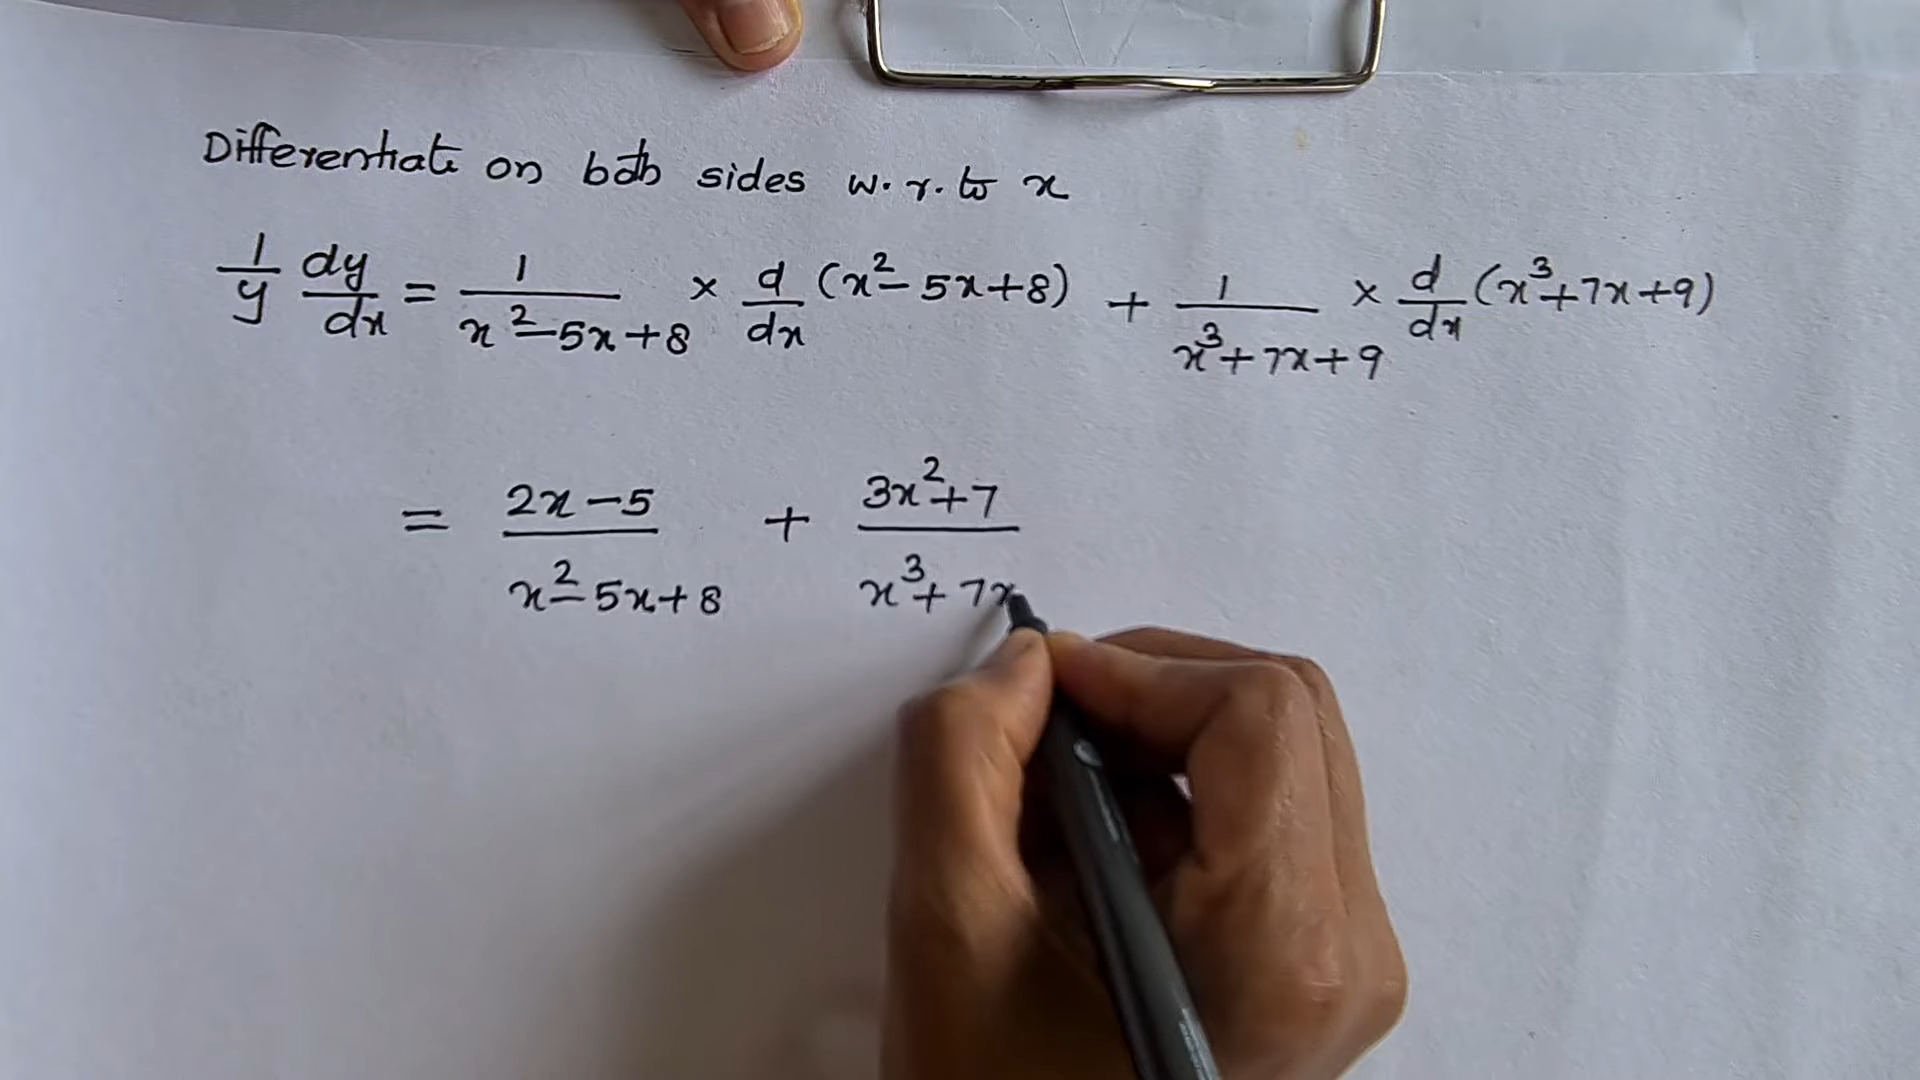 Differentiate on both sides w.r.to x
1/y dy/dx = 1/(x²-5x+8) × d/dx (x²-5x+8) + 1/(x³+7x+9) × d/dx (x³+7x+9)
= (2x-5)/(x²-5x+8) + (3x²+7)/(x³+7x